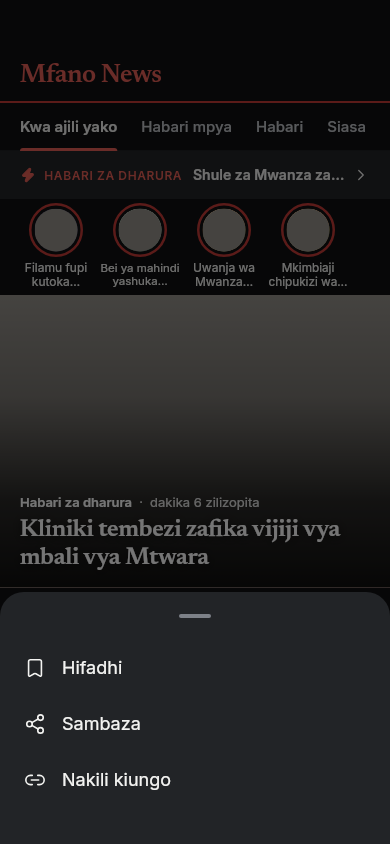 Mfano News
Kwa ajili yako Habari mpya Habari Siasa
HABARI ZA DHARURA Shule za Mwanza za...
Filamu fupi kutoka...
Bei ya mahindi yashuka...
Uwanja wa Mwanza...
Mkimbiaji chipukizi wa...
Habari za dharura · dakika 6 zilizopita
Kliniki tembezi zafika vijiji vya
mbali vya Mtwara
Hifadhi
Sambaza
Nakili kiungo